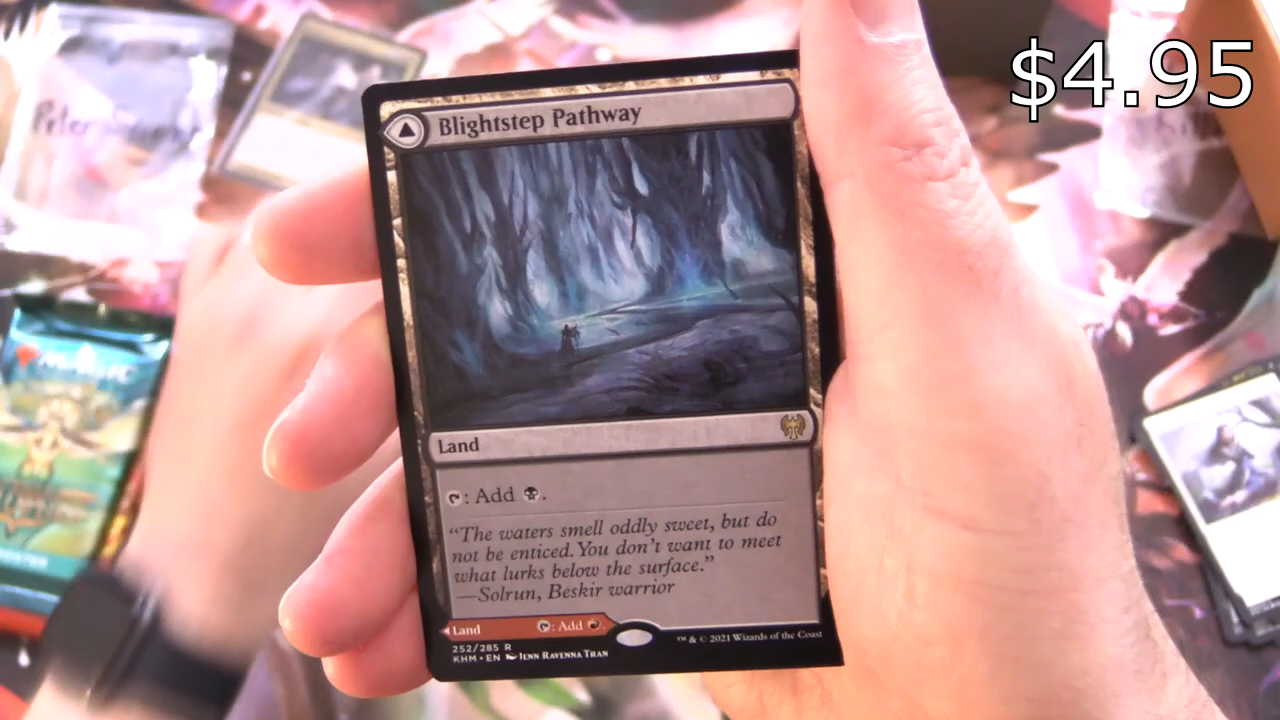 $4.95
Blightstep Pathway
Land
: Add .
“The waters smell oddly sweet, but do
not be enticed. You don’t want to meet
what lurks below the surface.”
—Solrun, Beskir warrior
Land : Add .
252/285 R
KHM • EN Jenn Ravenna Tran
™ & © 2021 Wizards of the Coast